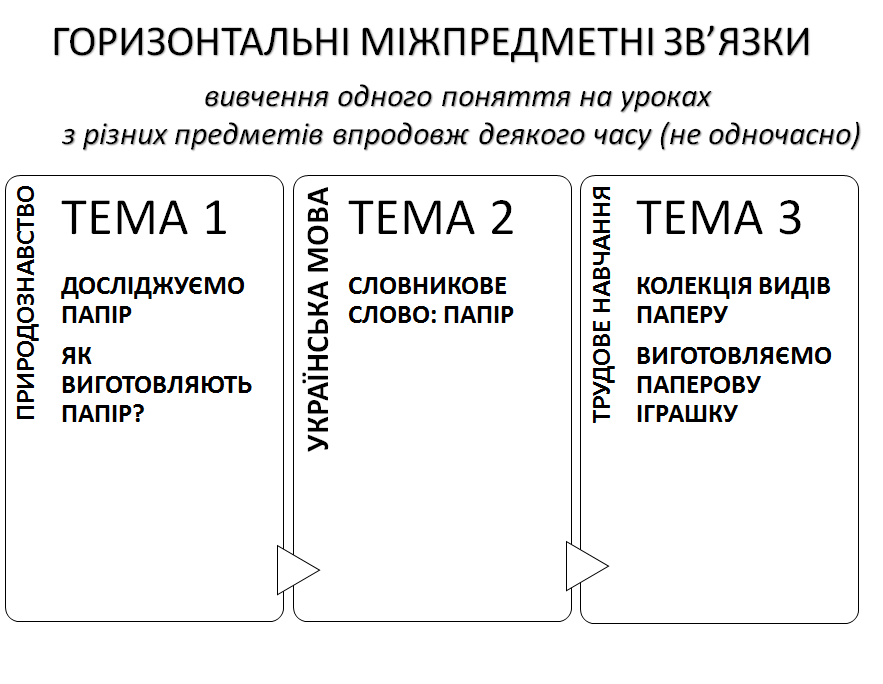 ГОРИЗОНТАЛЬНІ МІЖПРЕДМЕТНІ ЗВ’ЯЗКИ
вивчення одного поняття на уроках
з різних предметів впродовж деякого часу (не одночасно)
ПРИРОДОЗНАВСТВО
ТЕМА 1
ДОСЛІДЖУЄМО
ПАПІР
ЯК
ВИГОТОВЛЯЮТЬ
ПАПІР?
УКРАЇНСЬКА МОВА
ТЕМА 2
СЛОВНИКОВЕ
СЛОВО: ПАПІР
ТРУДОВЕ НАВЧАННЯ
ТЕМА 3
КОЛЕКЦІЯ ВИДІВ
ПАПЕРУ
ВИГОТОВЛЯЄМО
ПАПЕРОВУ
ІГРАШКУ